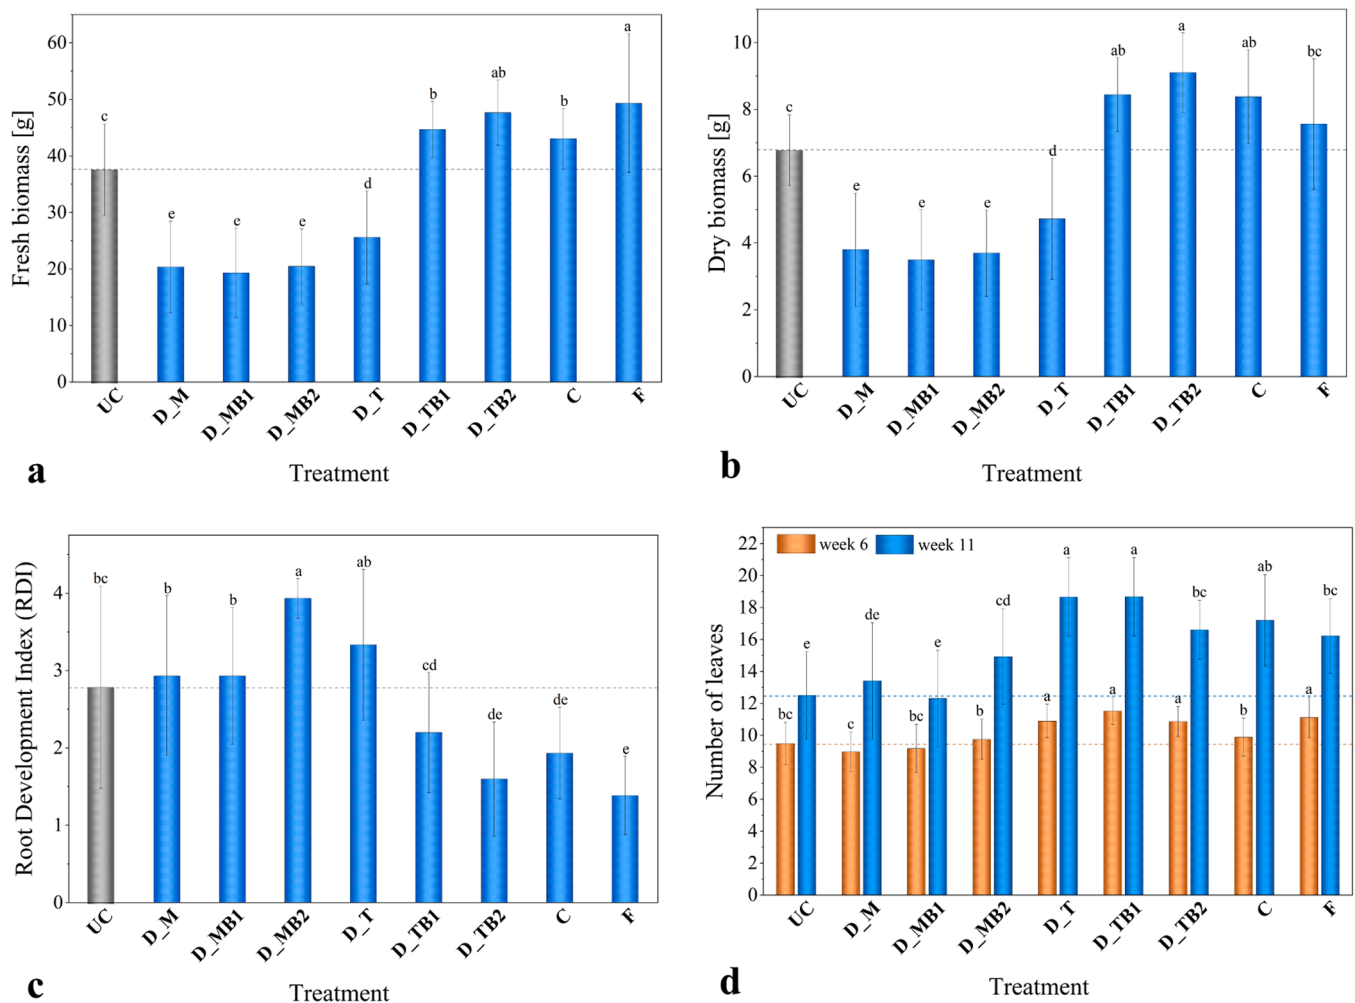 a
a
60
ab
50
b
b
c
40
Fresh biomass [g]
d
30
e
e
e
20
10
0
UC
D_M
D_MB1
D_MB2
D_T
D_TB1
D_TB2
C
F
Treatment
b
10
a
ab
ab
bc
c
8
Dry biomass [g]
d
6
e
e
e
4
2
0
UC
D_M
D_MB1
D_MB2
D_T
D_TB1
D_TB2
C
F
Treatment
c
ab
a
bc
b
b
4
Root Development Index (RDI)
cd
3
de
de
e
2
1
0
UC
D_M
D_MB1
D_MB2
D_T
D_TB1
D_TB2
C
F
Treatment
d
week 6 week 11
22
20
18
16
14
12
10
8
6
4
2
0
Number of leaves
e
de
e
cd
a
a
bc
ab
bc
bc
c
bc
b
a
a
a
b
a
UC
D_M
D_MB1
D_MB2
D_T
D_TB1
D_TB2
C
F
Treatment